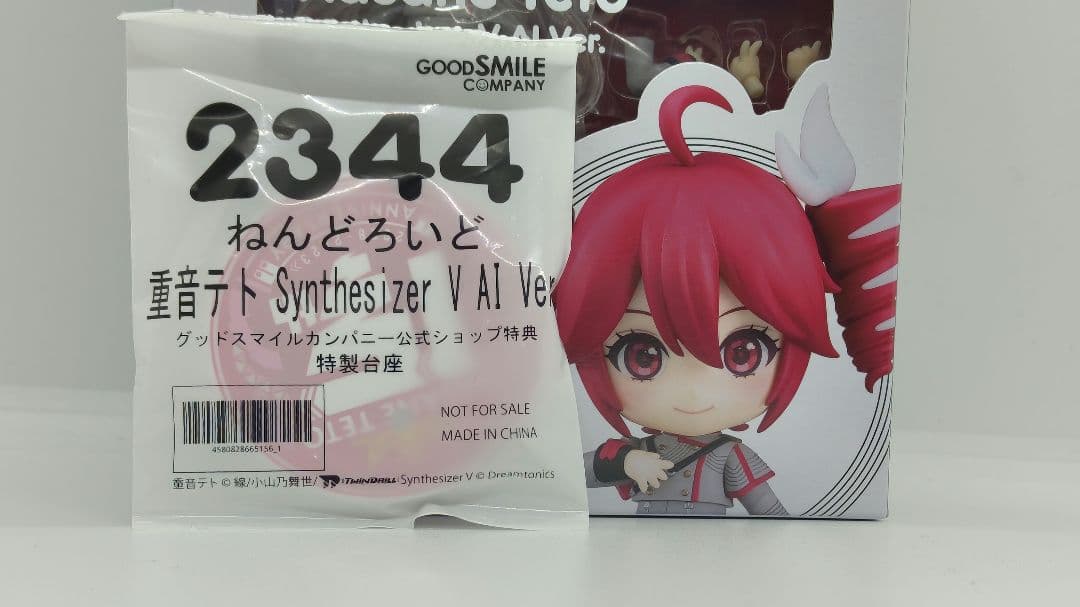 GOODSMILE
COMPANY
2344
ねんどろいど
重音テト Synthesizer V AI Ver
グッドスマイルカンパニー公式ショップ特典
特製台座
4580828665156_1
NOT FOR SALE
MADE IN CHINA
重音テト © 線/小山乃舞世/ TWINDRILL Synthesizer V © Dreamtonics
V AI Ver.